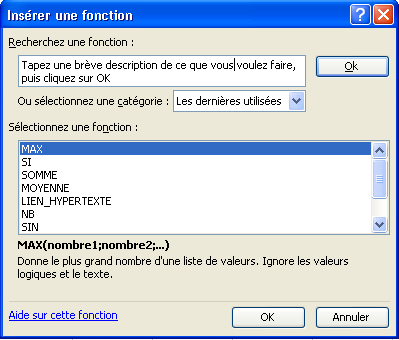 Insérer une fonction
Recherchez une fonction :
Tapez une brève description de ce que vous voulez faire,
puis cliquez sur OK
Ok
Ou sélectionnez une catégorie : Les dernières utilisées
Sélectionnez une fonction :
MAX
SI
SOMME
MOYENNE
LIEN_HYPERTEXTE
NB
SIN
MAX(nombre1;nombre2;...)
Donne le plus grand nombre d'une liste de valeurs. Ignore les valeurs
logiques et le texte.
Aide sur cette fonction
OK
Annuler